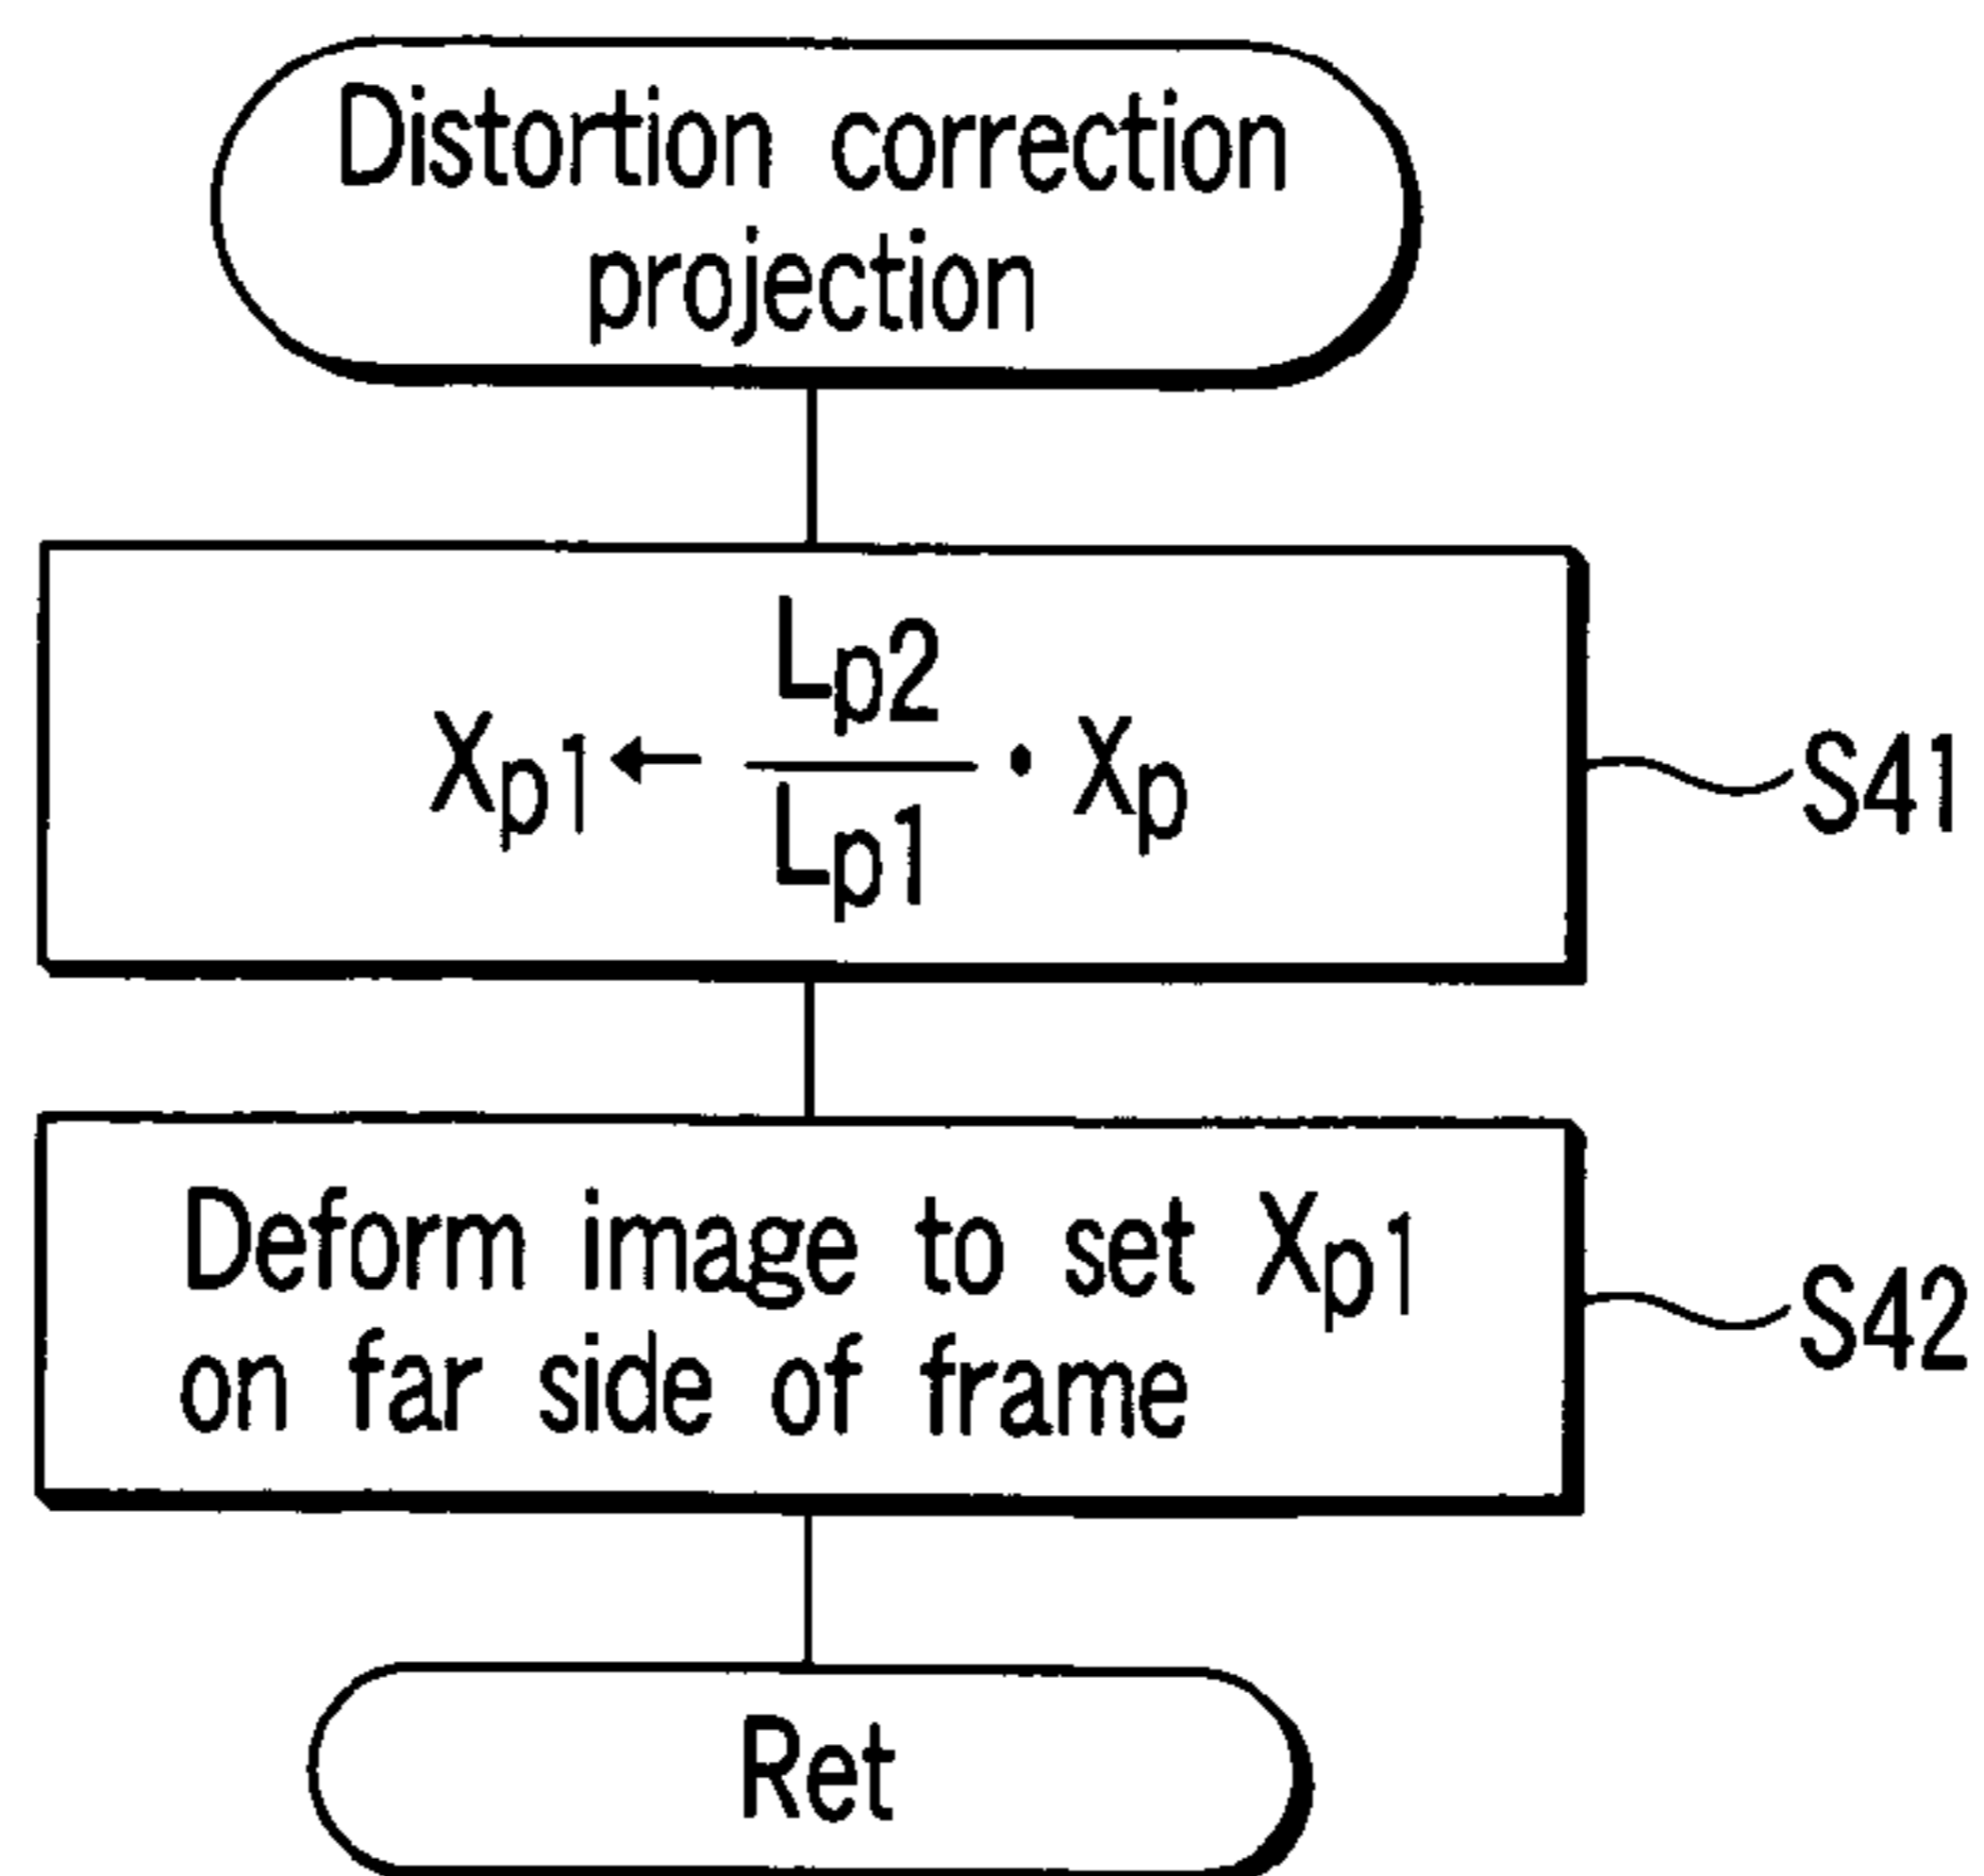 Distortion correction
projection
Xp1 ← Lp2 / Lp1 · Xp
S41
Deform image to set Xp1
on far side of frame
S42
Ret